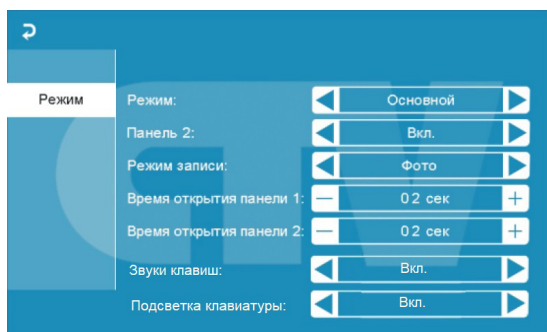 Режим
Режим: Основной
Панель 2: Вкл.
Режим записи: Фото
Время открытия панели 1: — 02 сек +
Время открытия панели 2: — 02 сек +
Звуки клавиш: Вкл.
Подсветка клавиатуры: Вкл.